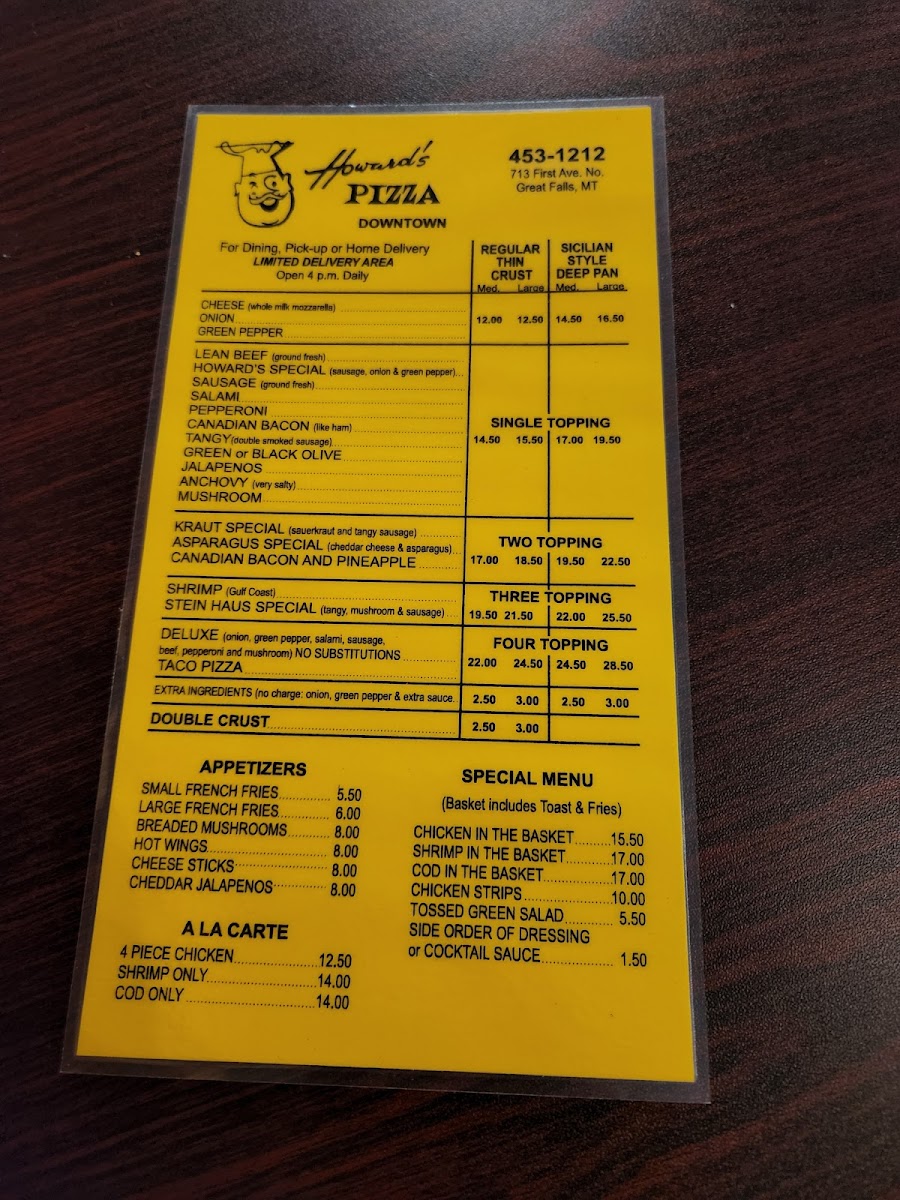 Howard's
PIZZA
DOWNTOWN
453-1212
713 First Ave. No.
Great Falls, MT
For Dining, Pick-up or Home Delivery
LIMITED DELIVERY AREA
Open 4 p.m. Daily
REGULAR THIN CRUST
SICILIAN STYLE DEEP PAN
Med. Large Med. Large
CHEESE (whole milk mozzarella)
ONION 12.00 12.50 14.50 16.50
GREEN PEPPER
LEAN BEEF (ground fresh)
HOWARD'S SPECIAL (sausage, onion & green pepper)
SAUSAGE (ground fresh)
SALAMI
PEPPERONI
SINGLE TOPPING
CANADIAN BACON (like ham)
TANGY (double smoked sausage) 14.50 15.50 17.00 19.50
GREEN or BLACK OLIVE
JALAPENOS
ANCHOVY (very salty)
MUSHROOM
KRAUT SPECIAL (sauerkraut and tangy sausage)
TWO TOPPING
ASPARAGUS SPECIAL (cheddar cheese & asparagus)
CANADIAN BACON AND PINEAPPLE 17.00 18.50 19.50 22.50
SHRIMP (Gulf Coast)
THREE TOPPING
STEIN HAUS SPECIAL (tangy, mushroom & sausage) 19.50 21.50 22.00 25.50
DELUXE (onion, green pepper, salami, sausage,
FOUR TOPPING
beef, pepperoni and mushroom) NO SUBSTITUTIONS
TACO PIZZA 22.00 24.50 24.50 28.50
EXTRA INGREDIENTS (no charge: onion, green pepper & extra sauce. 2.50 3.00 2.50 3.00
DOUBLE CRUST 2.50 3.00
APPETIZERS
SMALL FRENCH FRIES 5.50
LARGE FRENCH FRIES 6.00
BREADED MUSHROOMS 8.00
HOT WINGS 8.00
CHEESE STICKS 8.00
CHEDDAR JALAPENOS 8.00
A LA CARTE
4 PIECE CHICKEN 12.50
SHRIMP ONLY 14.00
COD ONLY 14.00
SPECIAL MENU
(Basket includes Toast & Fries)
CHICKEN IN THE BASKET 15.50
SHRIMP IN THE BASKET 17.00
COD IN THE BASKET 17.00
CHICKEN STRIPS 10.00
TOSSED GREEN SALAD 5.50
SIDE ORDER OF DRESSING
or COCKTAIL SAUCE 1.50